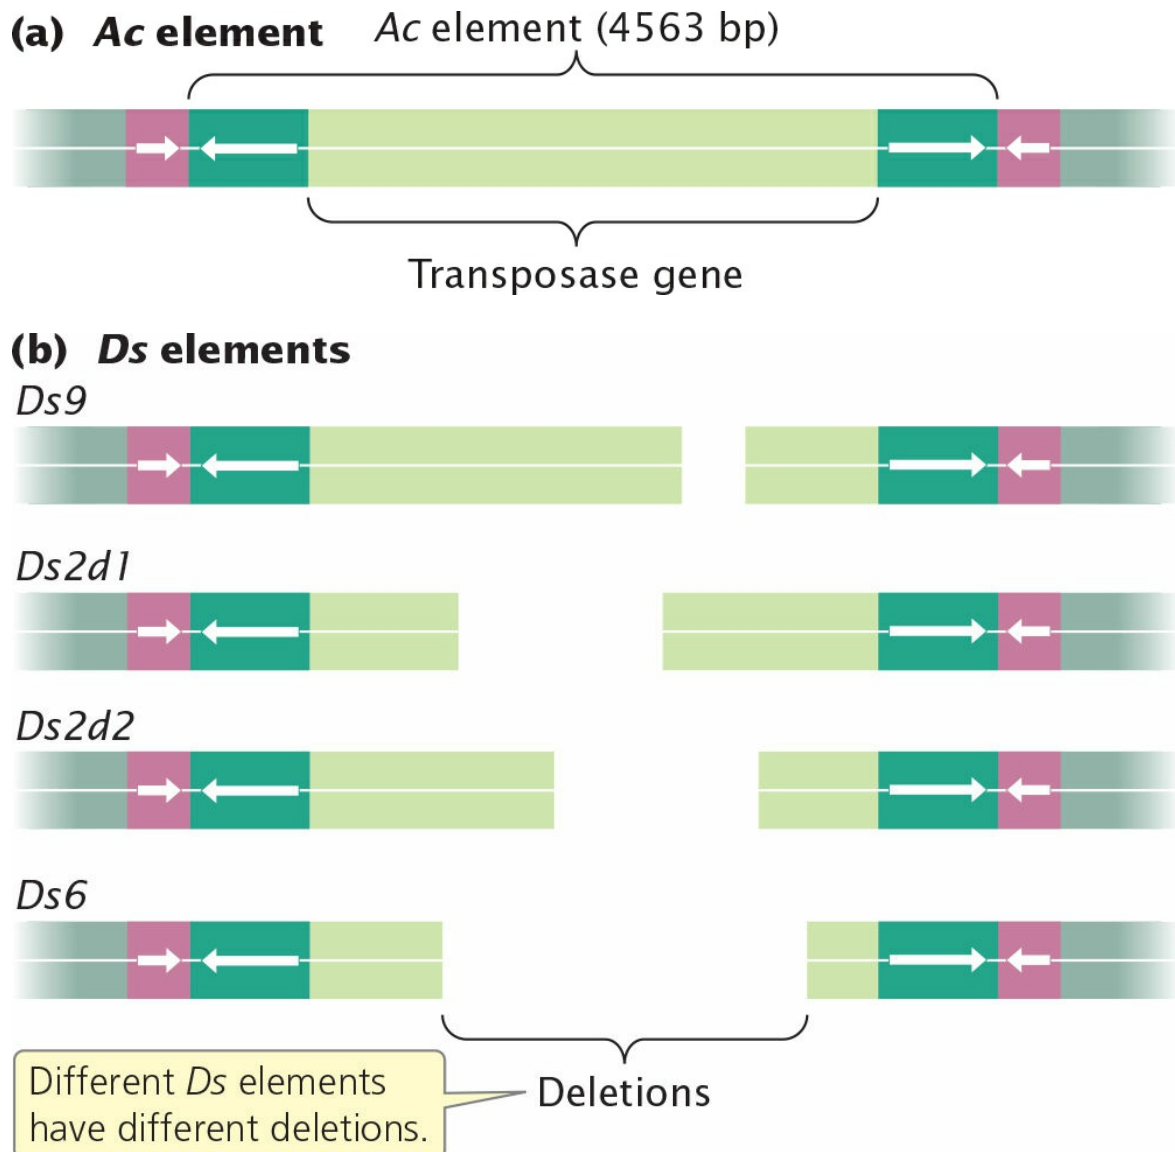 (a) Ac element
Ac element (4563 bp)
Transposase gene
(b) Ds elements
Ds9
Ds2d1
Ds2d2
Ds6
Deletions
Different Ds elements
have different deletions.